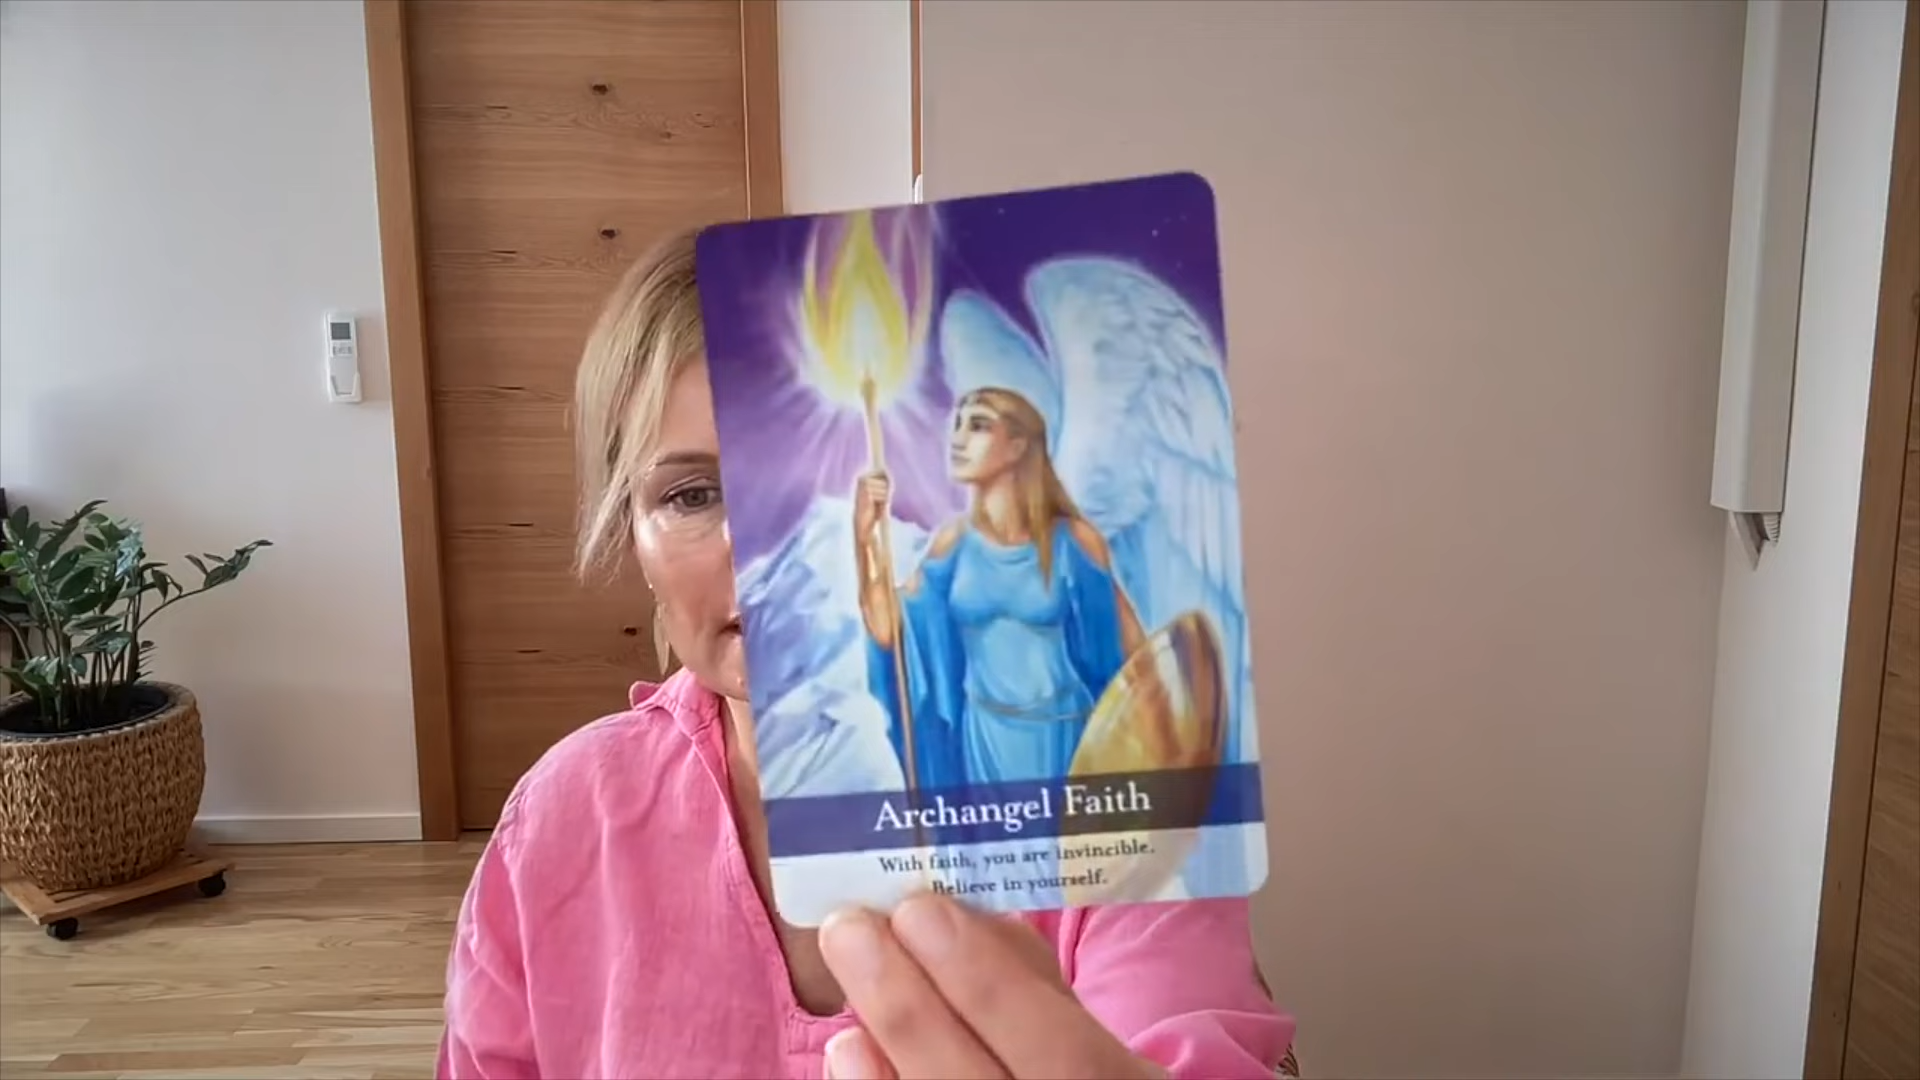 Archangel Faith
With faith, you are invincible.
Believe in yourself.